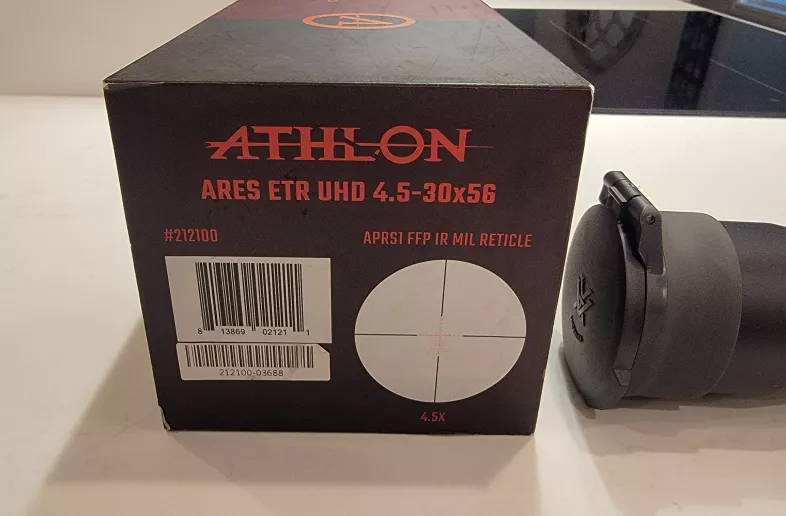 ATHLON
ARES ETR UHD 4.5-30x56
#212100
APRS1 FFP IR MIL RETICLE
8 13869 02121 1
212100-03688
4.5X